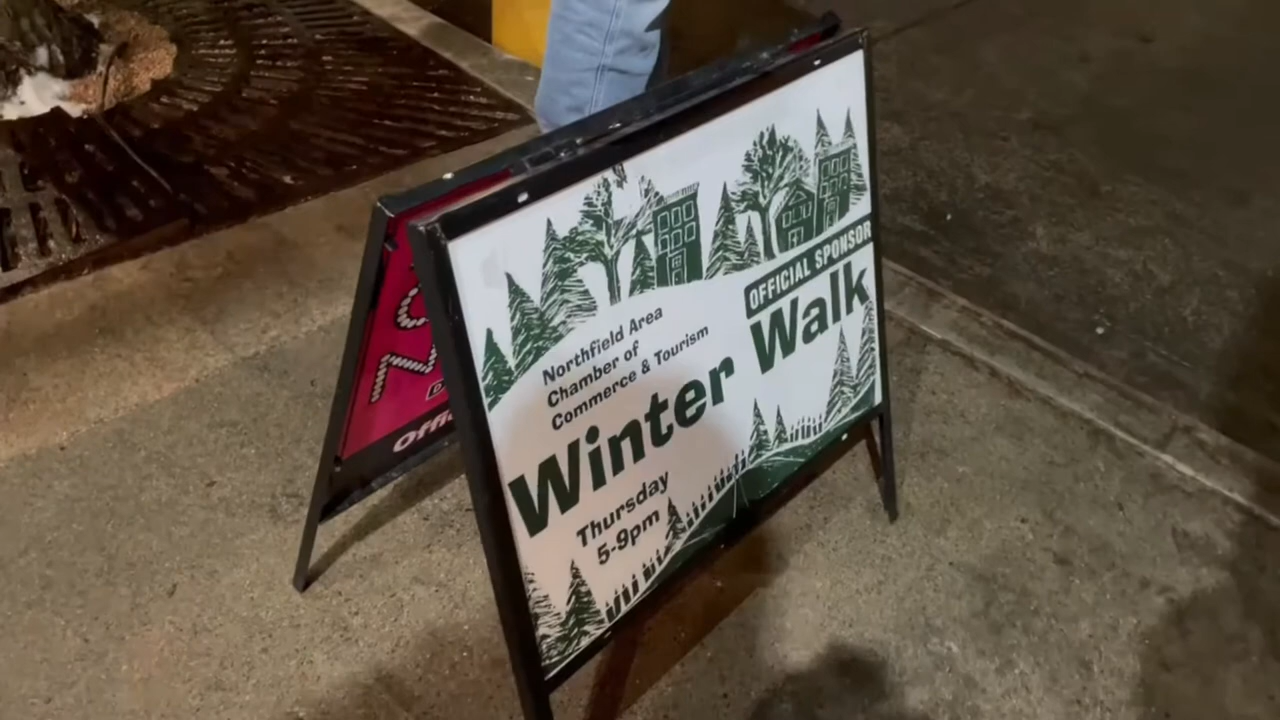 Northfield Area
Chamber of
Commerce & Tourism
OFFICIAL SPONSOR
Winter Walk
Thursday
5-9pm